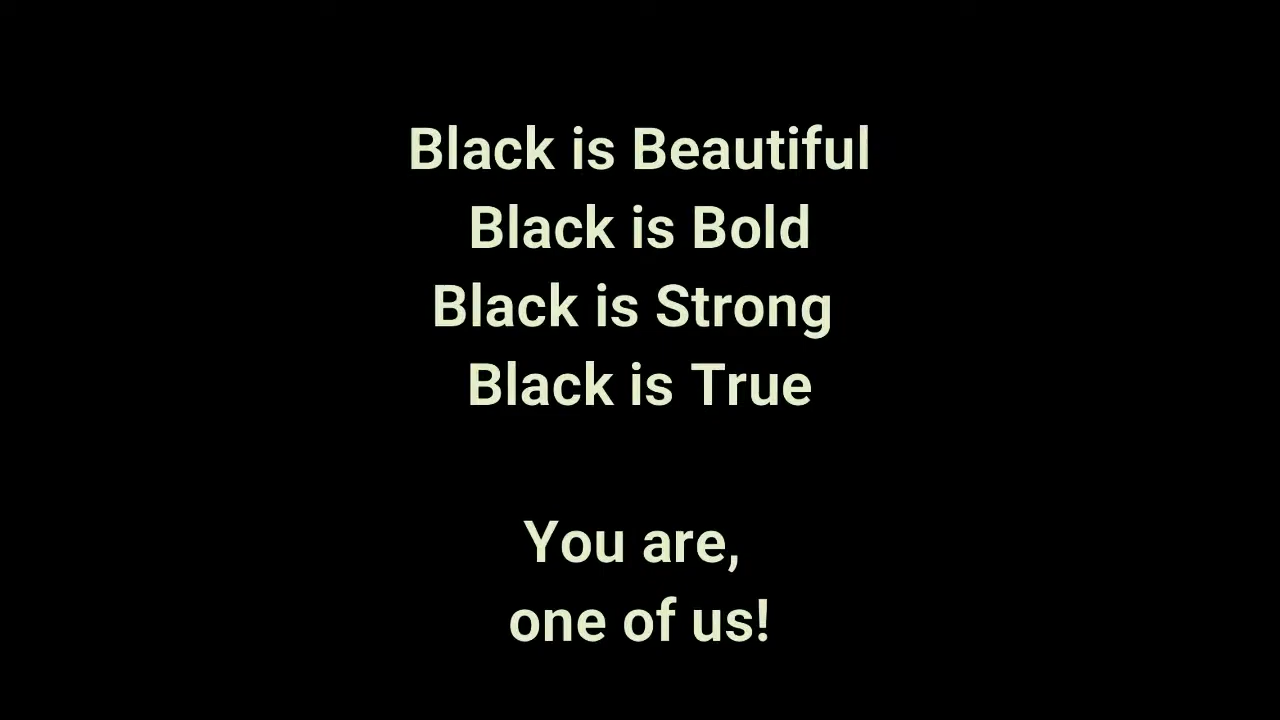 Black is Beautiful
Black is Bold
Black is Strong
Black is True
You are,
one of us!